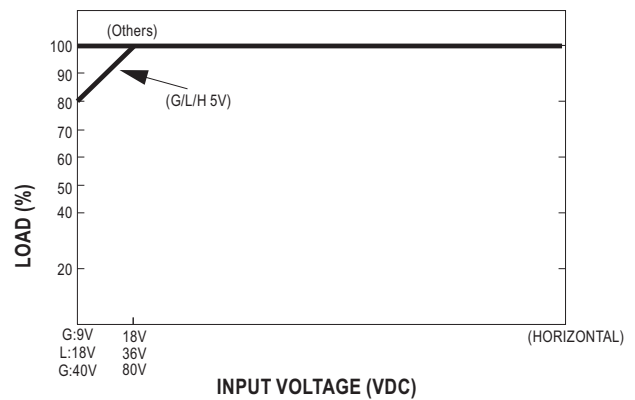 (Others)
100
90
(G/L/H 5V)
80
70
60
50
40
20
LOAD (%)
G:9V 18V (HORIZONTAL)
L:18V 36V
G:40V 80V
INPUT VOLTAGE (VDC)